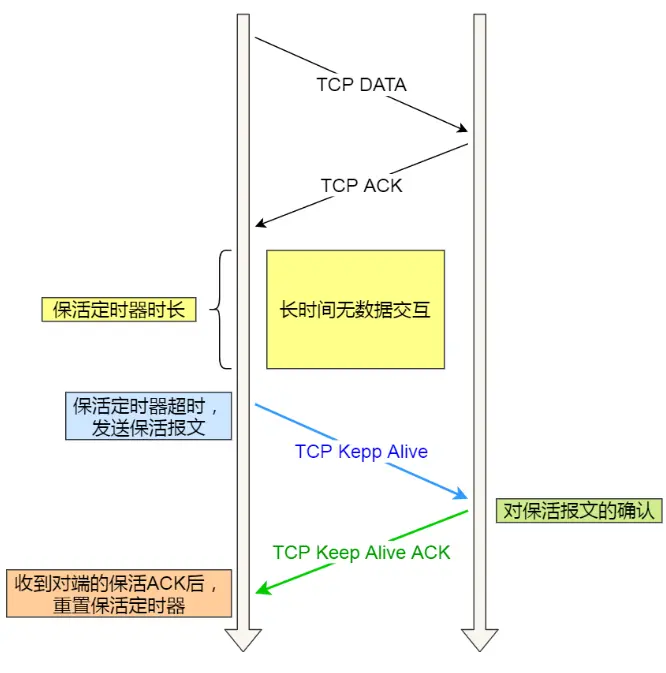 TCP DATA
TCP ACK
保活定时器时长
长时间无数据交互
保活定时器超时，
发送保活报文
TCP Kepp Alive
对保活报文的确认
TCP Keep Alive ACK
收到对端的保活ACK后，
重置保活定时器